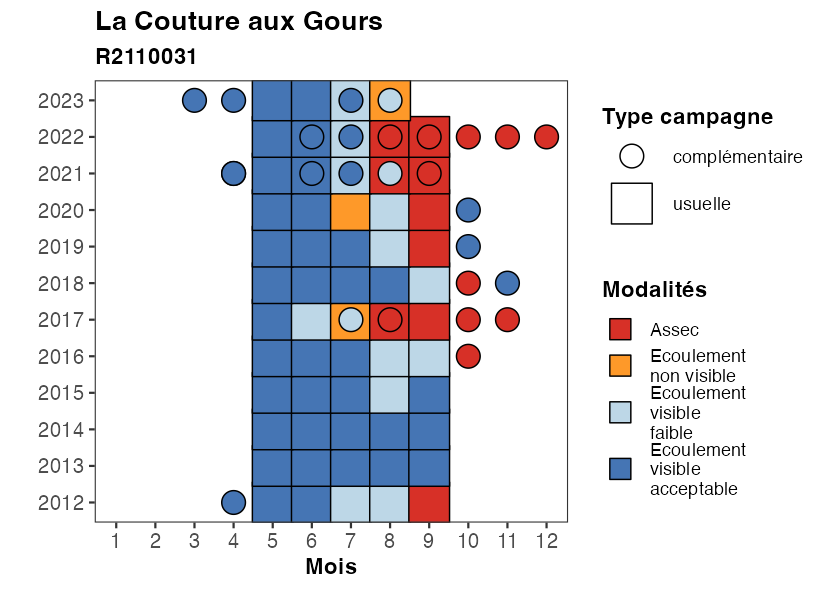 La Couture aux Gours
R2110031
2023
2022
2021
2020
2019
2018
2017
2016
2015
2014
2013
2012
1 2 3 4 5 6 7 8 9 10 11 12
Mois
Type campagne
complémentaire
usuelle
Modalités
Assec
Ecoulement
non visible
Ecoulement
visible
faible
Ecoulement
visible
acceptable